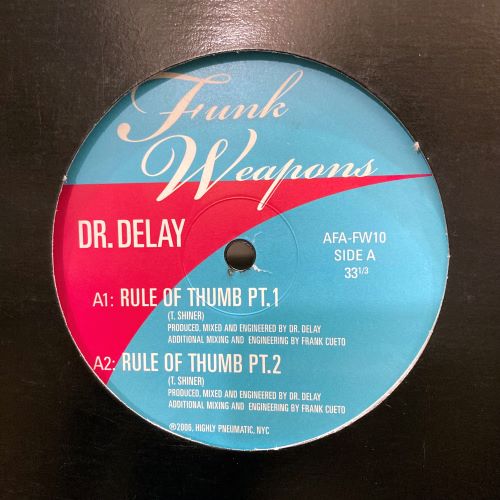 Funk
Weapons
DR. DELAY
AFA-FW10
SIDE A
33 1/3
A1: RULE OF THUMB PT.1
(T. SHINER)
PRODUCED, MIXED AND ENGINEERED BY DR. DELAY
ADDITIONAL MIXING AND ENGINEERING BY FRANK CUETO
A2: RULE OF THUMB PT.2
(T. SHINER)
PRODUCED, MIXED AND ENGINEERED BY DR. DELAY
ADDITIONAL MIXING AND ENGINEERING BY FRANK CUETO
℗2006, HIGHLY PNEUMATIC, NYC